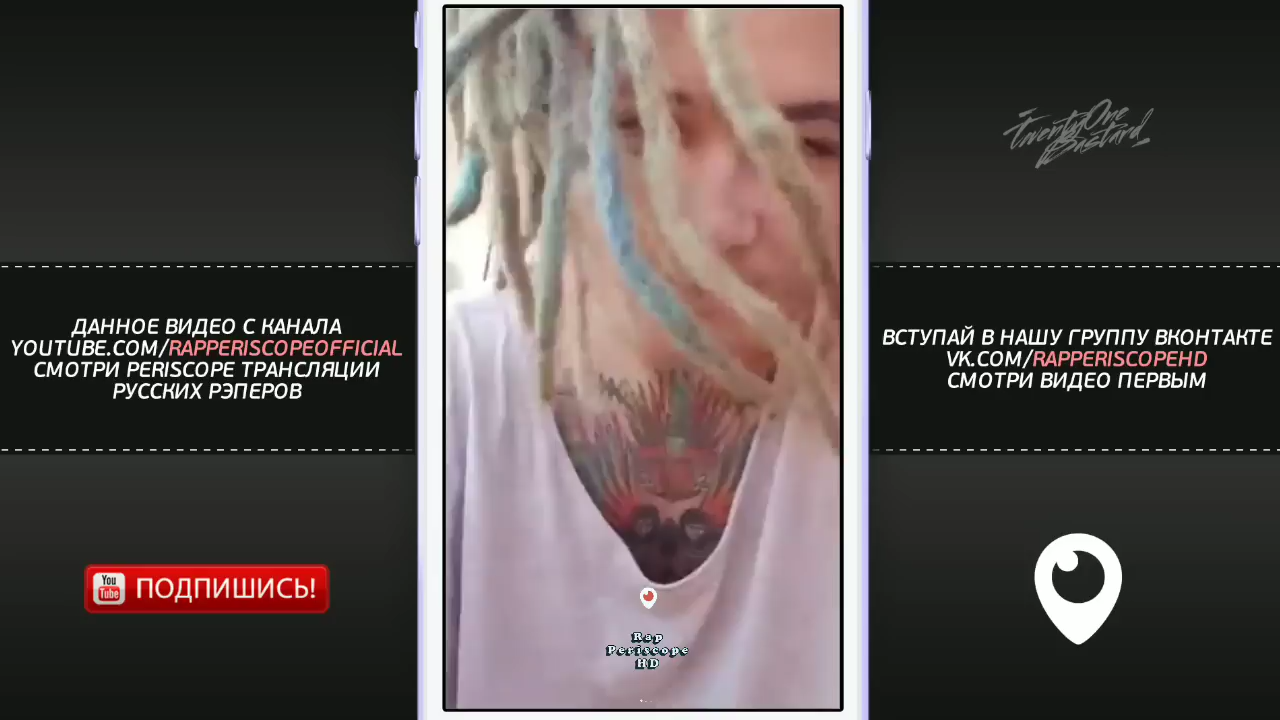 ДАННОЕ ВИДЕО С КАНАЛА
YOUTUBE.COM/RAPPERISCOPEOFFICIAL
СМОТРИ PERISCOPE ТРАНСЛЯЦИИ
РУССКИХ РЭПЕРОВ
You
Tube
ПОДПИШИСЬ!
Rap
Periscope
HD
TwentyOne
Bastard
ВСТУПАЙ В НАШУ ГРУППУ ВКОНТАКТЕ
VK.COM/RAPPERISCOPEHD
СМОТРИ ВИДЕО ПЕРВЫМ